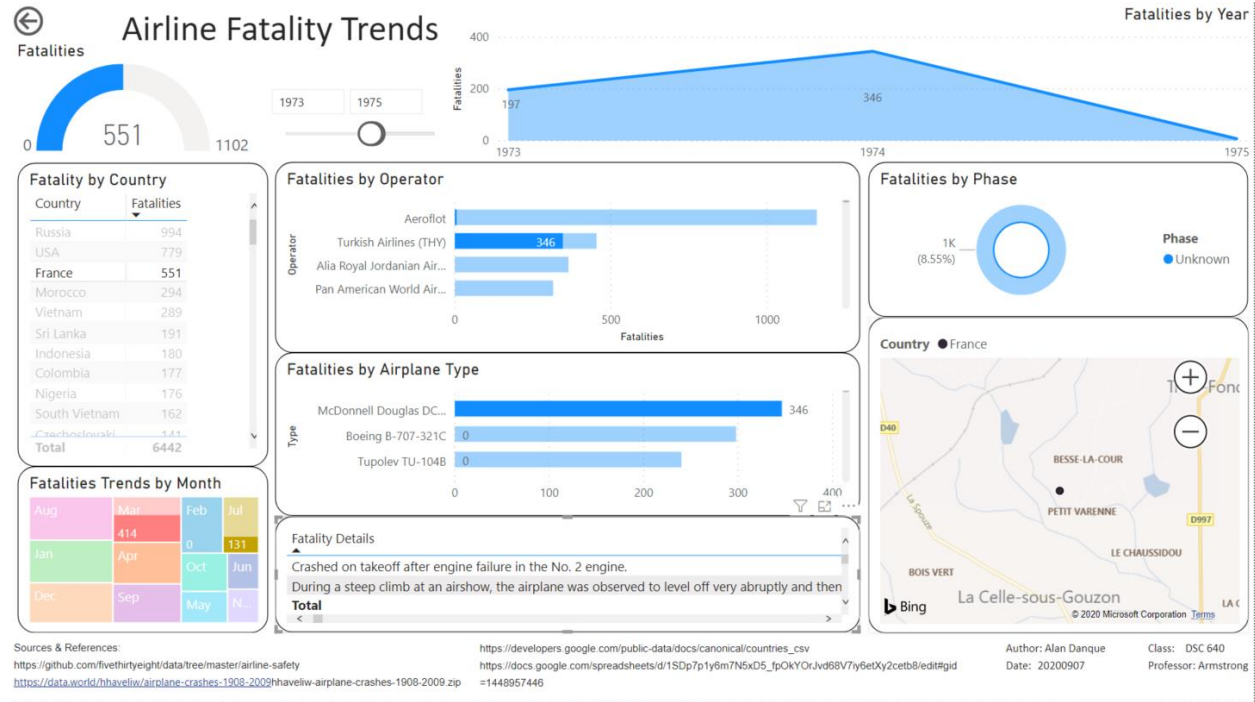 Airline Fatality Trends
Fatalities
551
0
1102
1973
1975
Fatalities by Year
Fatalities
400
200
0
197
346
1973
1974
1975
Fatality by Country
Country Fatalities
Russia 994
USA 779
France 551
Morocco 294
Vietnam 289
Sri Lanka 191
Indonesia 180
Colombia 177
Nigeria 176
South Vietnam 162
Czechoslovaki 141
Total 6442
Fatalities by Operator
Operator
Aeroflot
Turkish Airlines (THY) 346
Alia Royal Jordanian Air...
Pan American World Air...
0 500 1000
Fatalities
Fatalities by Phase
1K
(8.55%)
Phase
Unknown
Fatalities by Airplane Type
Type
McDonnell Douglas DC... 346
Boeing B-707-321C 0
Tupolev TU-104B 0
0 100 200 300 400
Country France
D40
BESSE-LA-COUR
La Spouze
PETIT VARENNE
D997
LE CHAUSSIDOU
BOIS VERT
La Celle-sous-Gouzon
Bing
© 2020 Microsoft Corporation Terms
Fatalities Trends by Month
Aug
Mar
414
Feb
0
Jul
131
Jan
Apr
Oct
Jun
Dec
Sep
May
N...
Fatality Details
Crashed on takeoff after engine failure in the No. 2 engine.
During a steep climb at an airshow, the airplane was observed to level off very abruptly and then
Total
Sources & References:
https://github.com/fivethirtyeight/data/tree/master/airline-safety
https://data.world/hhaveliw/airplane-crashes-1908-2009hhaveliw-airplane-crashes-1908-2009.zip
https://developers.google.com/public-data/docs/canonical/countries_csv
https://docs.google.com/spreadsheets/d/1SDp7p1y6m7N5xD5_fpOkYOrJvd68V7iy6etXy2cetb8/edit#gid
=1448957446
Author: Alan Danque
Date: 20200907
Class: DSC 640
Professor: Armstrong